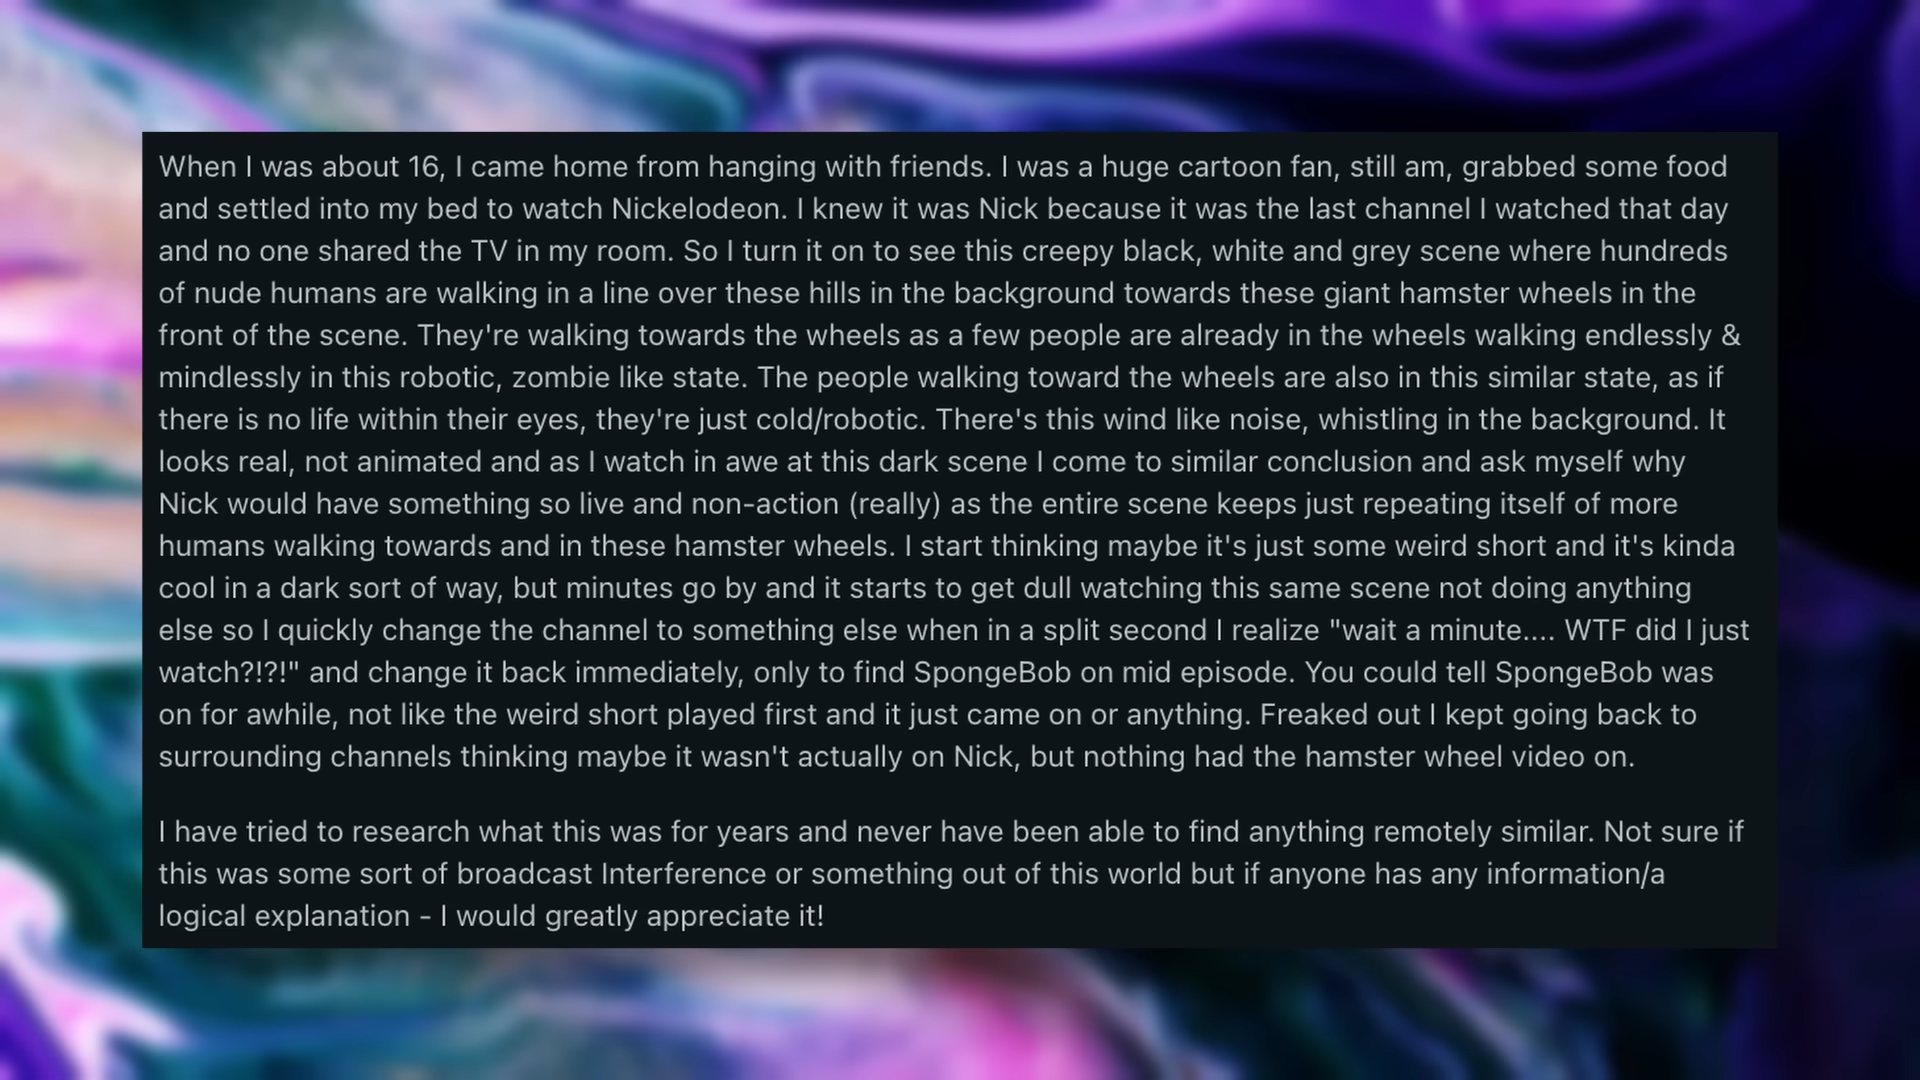 When I was about 16, I came home from hanging with friends. I was a huge cartoon fan, still am, grabbed some food
and settled into my bed to watch Nickelodeon. I knew it was Nick because it was the last channel I watched that day
and no one shared the TV in my room. So I turn it on to see this creepy black, white and grey scene where hundreds
of nude humans are walking in a line over these hills in the background towards these giant hamster wheels in the
front of the scene. They're walking towards the wheels as a few people are already in the wheels walking endlessly &
mindlessly in this robotic, zombie like state. The people walking toward the wheels are also in this similar state, as if
there is no life within their eyes, they're just cold/robotic. There's this wind like noise, whistling in the background. It
looks real, not animated and as I watch in awe at this dark scene I come to similar conclusion and ask myself why
Nick would have something so live and non-action (really) as the entire scene keeps just repeating itself of more
humans walking towards and in these hamster wheels. I start thinking maybe it's just some weird short and it's kinda
cool in a dark sort of way, but minutes go by and it starts to get dull watching this same scene not doing anything
else so I quickly change the channel to something else when in a split second I realize "wait a minute.... WTF did I just
watch?!?!" and change it back immediately, only to find SpongeBob on mid episode. You could tell SpongeBob was
on for awhile, not like the weird short played first and it just came on or anything. Freaked out I kept going back to
surrounding channels thinking maybe it wasn't actually on Nick, but nothing had the hamster wheel video on.
I have tried to research what this was for years and never have been able to find anything remotely similar. Not sure if
this was some sort of broadcast Interference or something out of this world but if anyone has any information/a
logical explanation - I would greatly appreciate it!